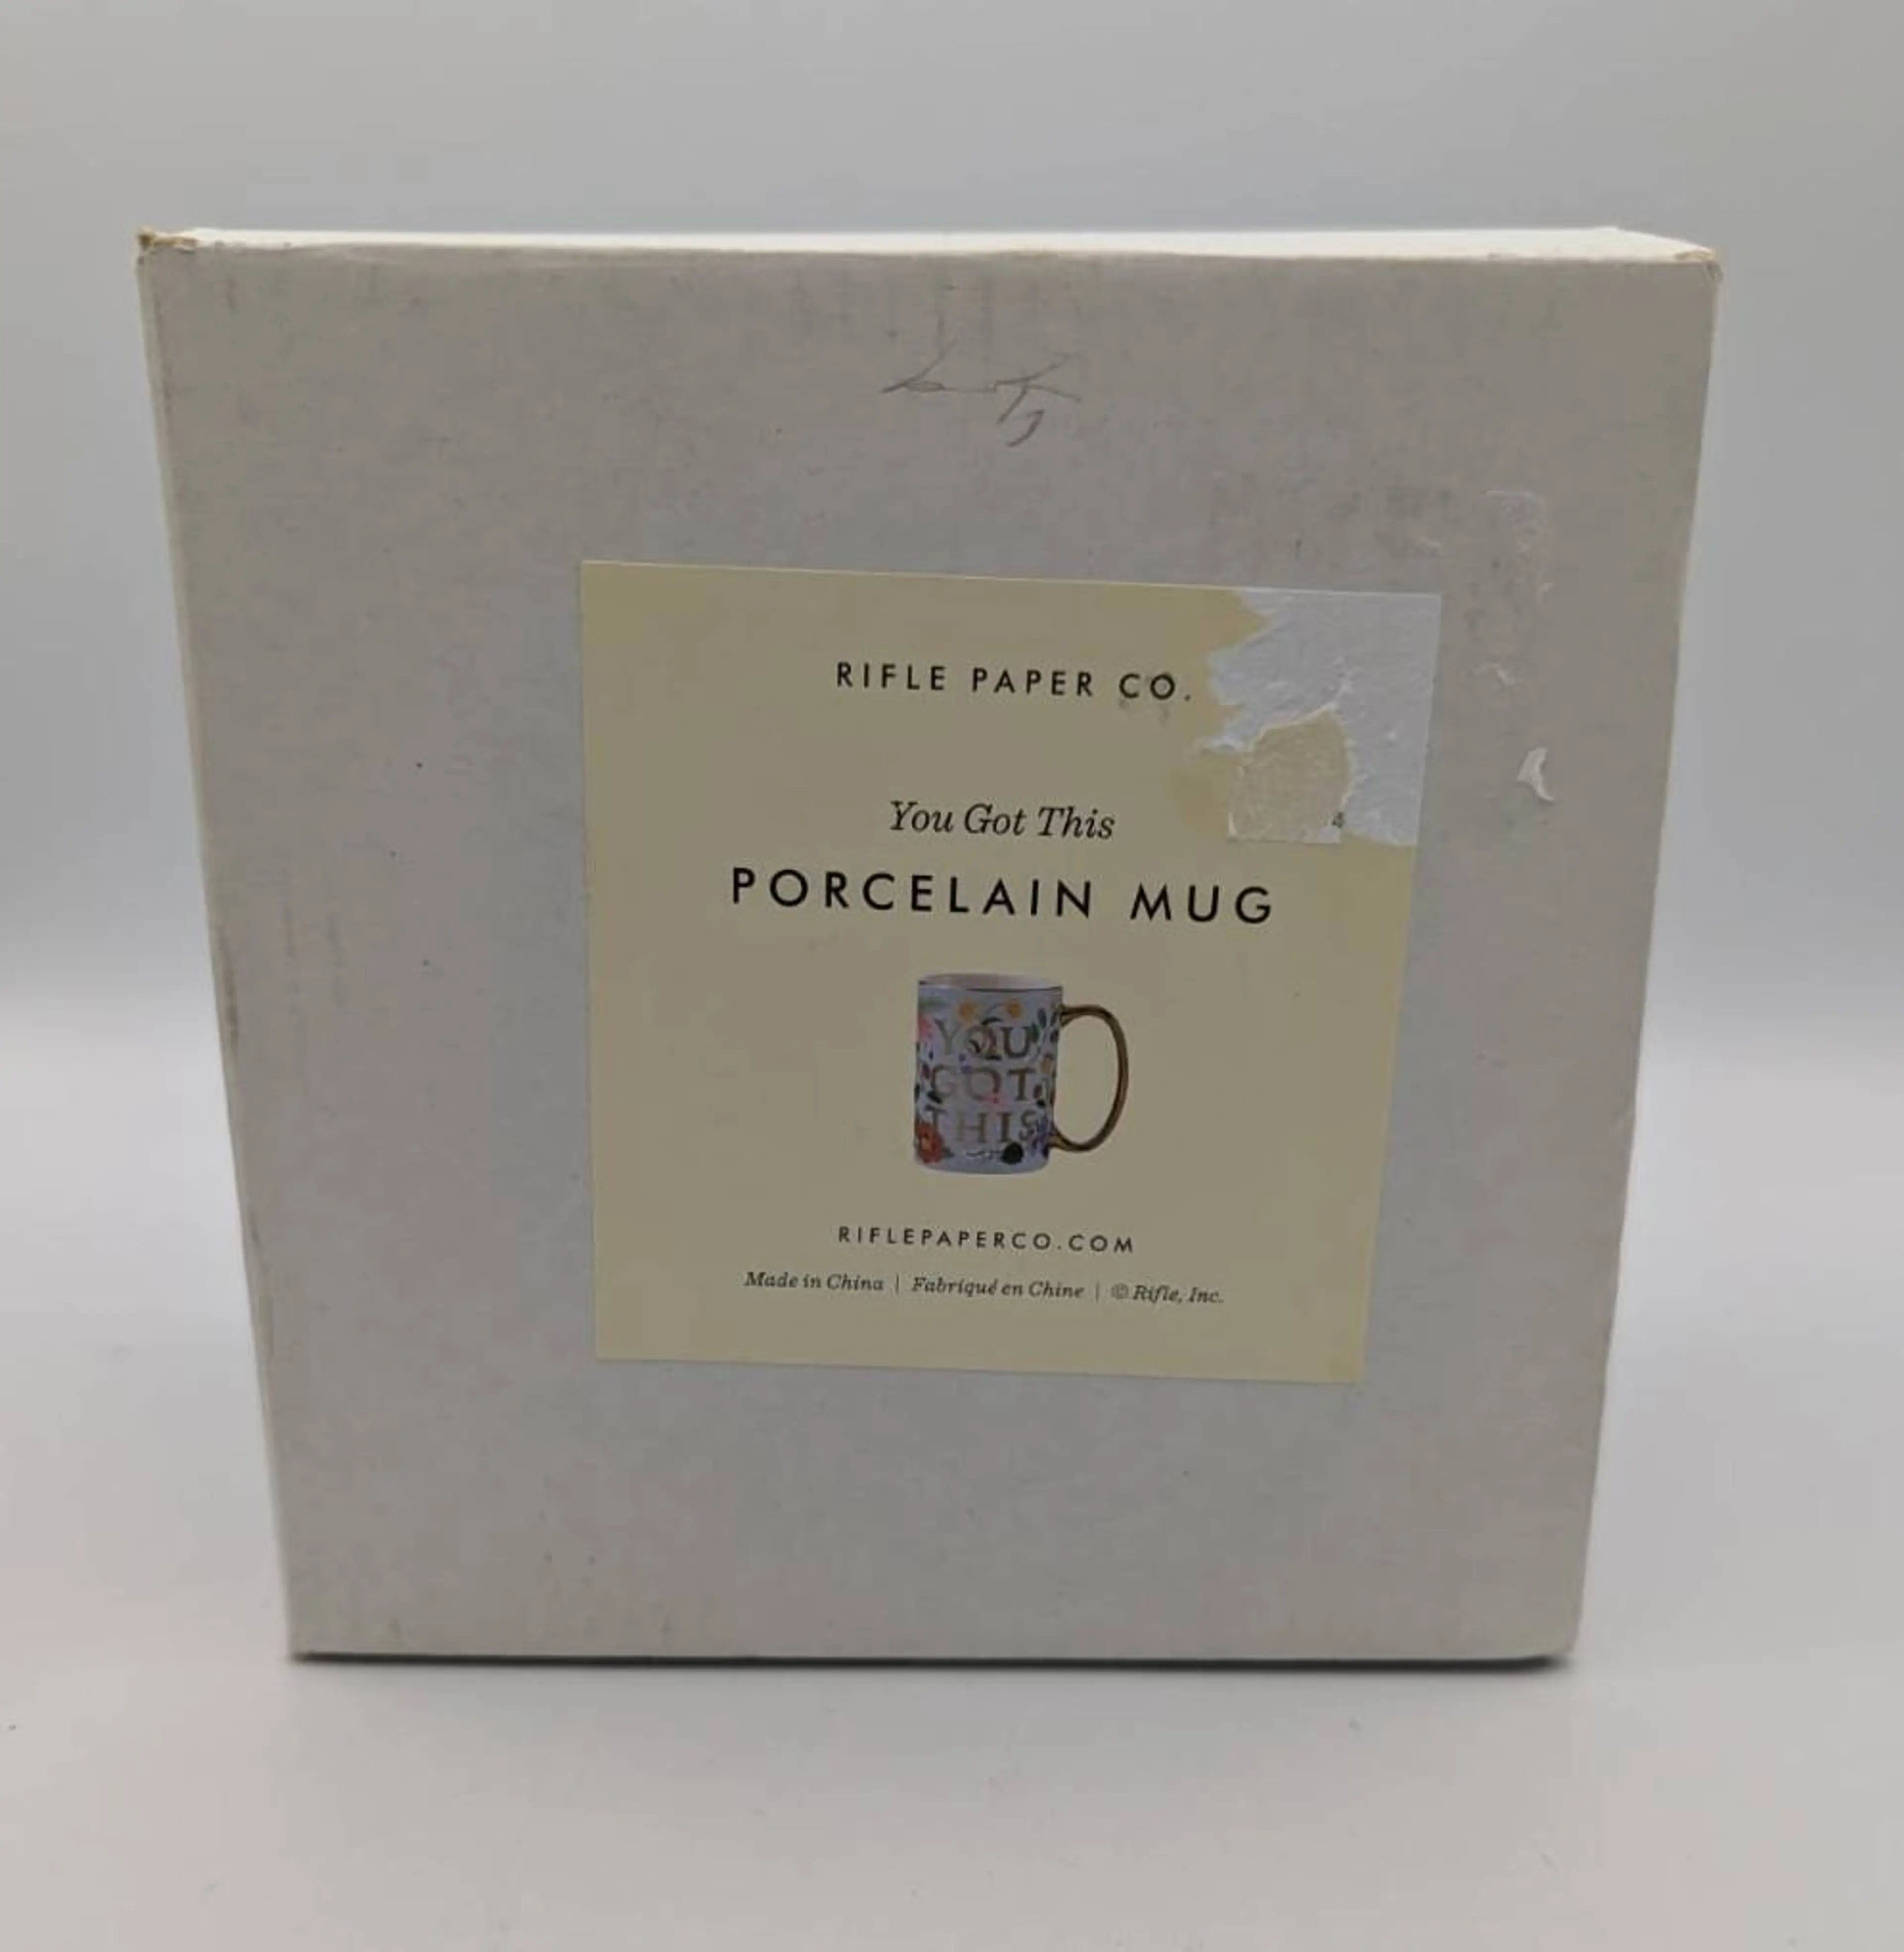 RIFLE PAPER CO.
4
You Got This
PORCELAIN MUG
YOU
GOT
THIS
RIFLEPAPERCO.COM
Made in China | Fabriqué en Chine | © Rifle, Inc.